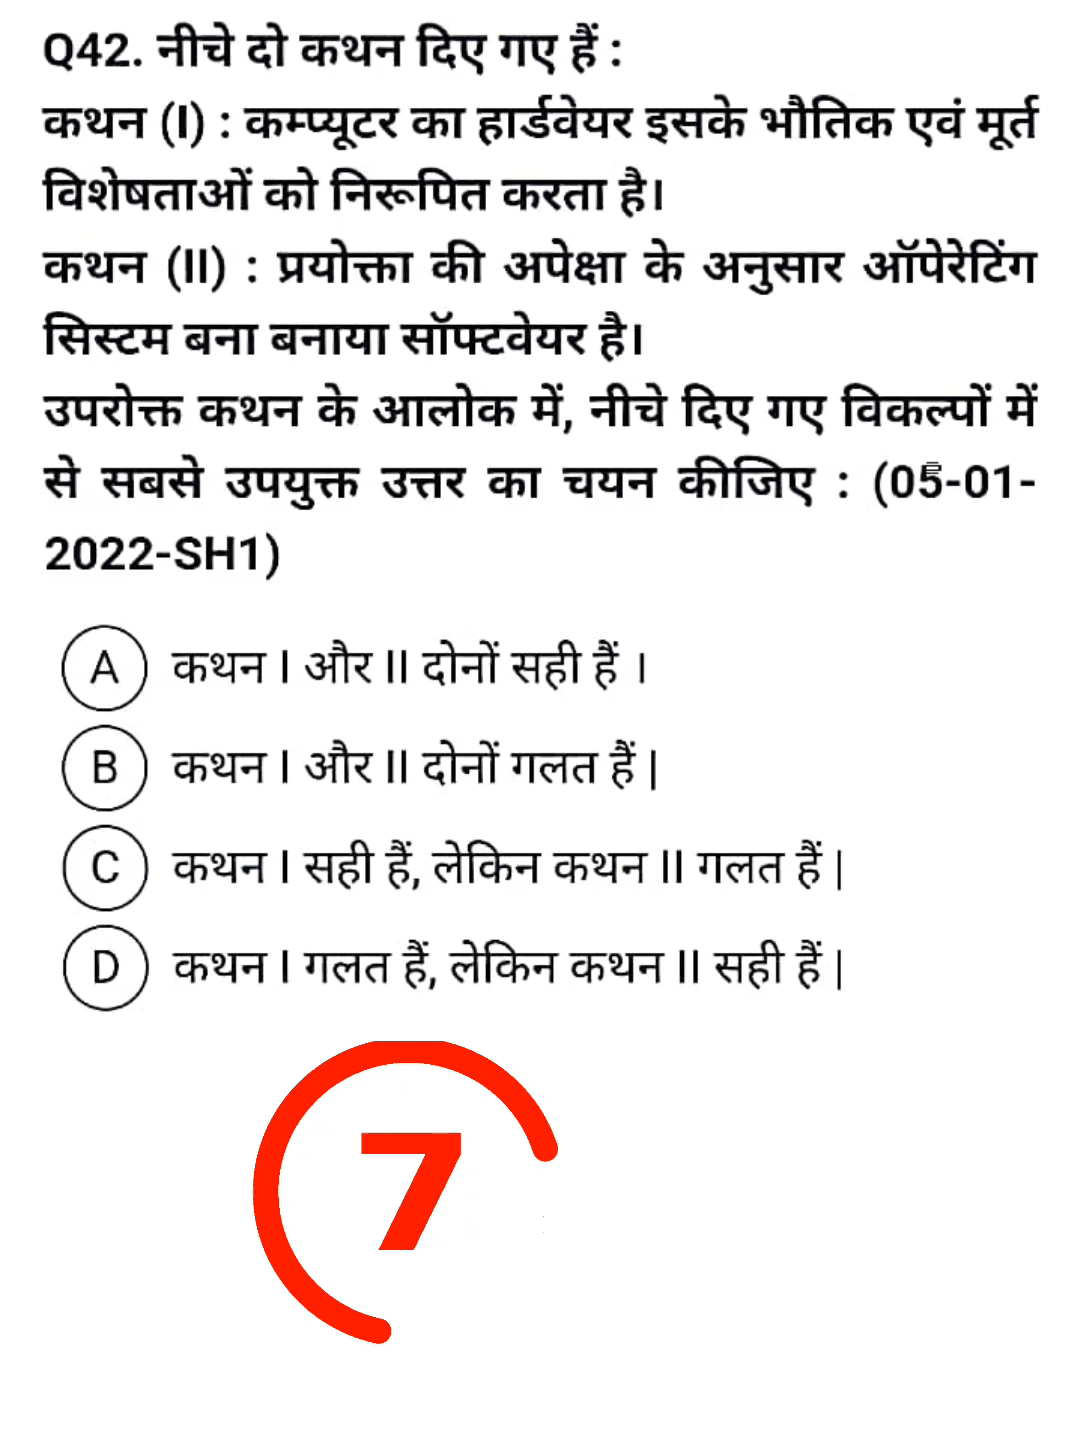 Q42. नीचे दो कथन दिए गए हैं :
कथन (I) : कम्प्यूटर का हार्डवेयर इसके भौतिक एवं मूर्त
विशेषताओं को निरूपित करता है।
कथन (II) : प्रयोक्ता की अपेक्षा के अनुसार ऑपेरेटिंग
सिस्टम बना बनाया सॉफ्टवेयर है।
उपरोक्त कथन के आलोक में, नीचे दिए गए विकल्पों में
से सबसे उपयुक्त उत्तर का चयन कीजिए : (05-01-
2022-SH1)
A कथन I और II दोनों सही हैं ।
B कथन I और II दोनों गलत हैं |
C कथन I सही हैं, लेकिन कथन II गलत हैं |
D कथन I गलत हैं, लेकिन कथन II सही हैं |
7